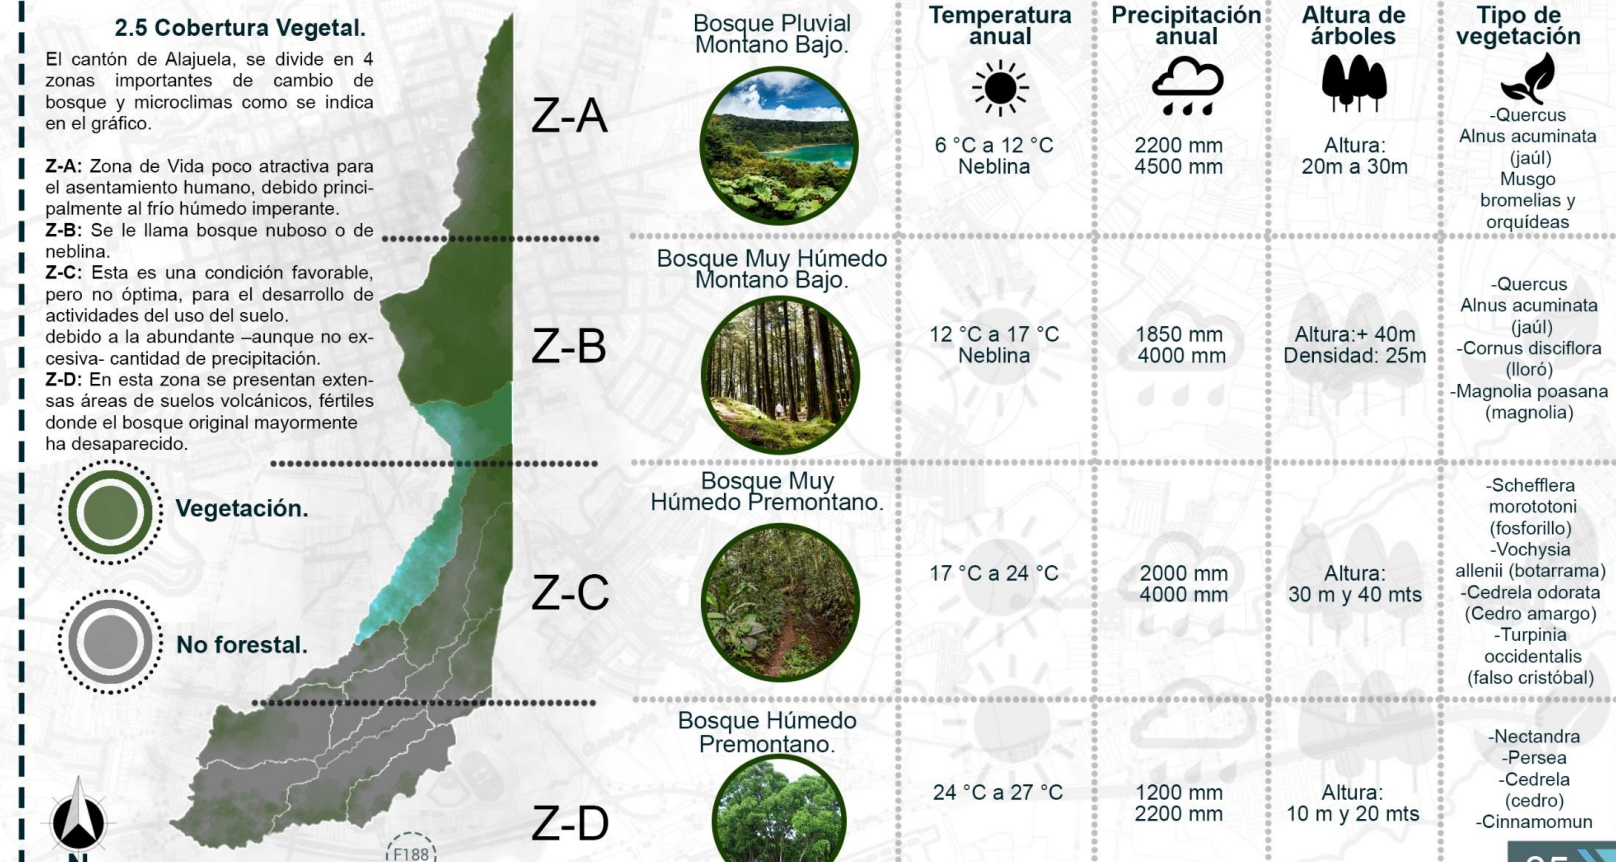 2.5 Cobertura Vegetal.
El cantón de Alajuela, se divide en 4
zonas importantes de cambio de
bosque y microclimas como se indica
en el gráfico.
Z-A: Zona de Vida poco atractiva para
el asentamiento humano, debido princi-
palmente al frío húmedo imperante.
Z-B: Se le llama bosque nuboso o de
neblina.
Z-C: Esta es una condición favorable,
pero no óptima, para el desarrollo de
actividades del uso del suelo.
debido a la abundante –aunque no ex-
cesiva- cantidad de precipitación.
Z-D: En esta zona se presentan exten-
sas áreas de suelos volcánicos, fértiles
donde el bosque original mayormente
ha desaparecido.
Vegetación.
No forestal.
N
F188
Temperatura
anual
Precipitación
anual
Altura de
árboles
Tipo de
vegetación
Z-A
Bosque Pluvial
Montano Bajo.
6 °C a 12 °C
Neblina
2200 mm
4500 mm
Altura:
20m a 30m
-Quercus
Alnus acuminata
(jaúl)
Musgo
bromelias y
orquídeas
Z-B
Bosque Muy Húmedo
Montano Bajo.
12 °C a 17 °C
Neblina
1850 mm
4000 mm
Altura:+ 40m
Densidad: 25m
-Quercus
Alnus acuminata
(jaúl)
-Cornus disciflora
(lloró)
-Magnolia poasana
(magnolia)
Z-C
Bosque Muy
Húmedo Premontano.
17 °C a 24 °C
2000 mm
4000 mm
Altura:
30 m y 40 mts
-Schefflera
morototoni
(fosforillo)
-Vochysia
allenii (botarrama)
-Cedrela odorata
(Cedro amargo)
-Turpinia
occidentalis
(falso cristóbal)
Z-D
Bosque Húmedo
Premontano.
24 °C a 27 °C
1200 mm
2200 mm
Altura:
10 m y 20 mts
-Nectandra
-Persea
-Cedrela
(cedro)
-Cinnamomun